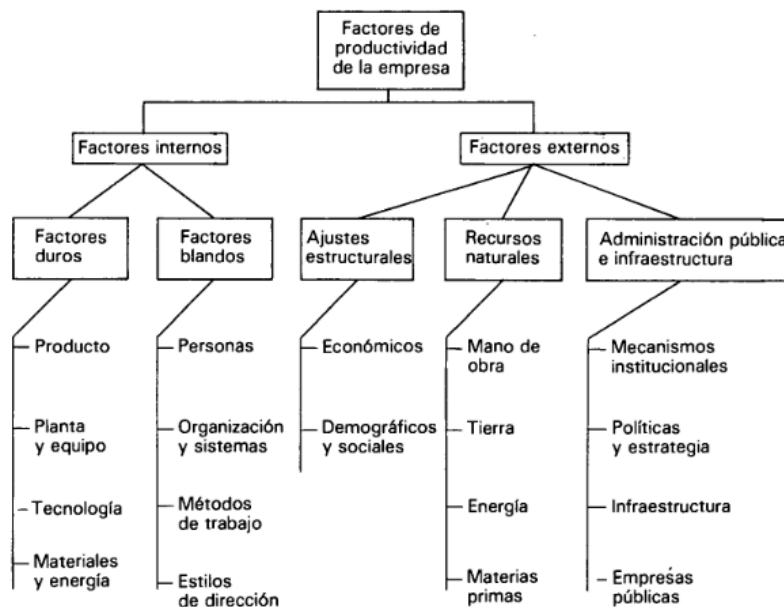 Factores de
productividad
de la empresa
Factores internos
Factores externos
Factores
duros
Factores
blandos
Ajustes
estructurales
Recursos
naturales
Administración pública
e infraestructura
Producto
Planta
y equipo
Tecnología
Materiales
y energía
Personas
Organización
y sistemas
Métodos
de trabajo
Estilos
de dirección
Económicos
Demográficos
y sociales
Mano de
obra
Tierra
Energía
Materias
primas
Mecanismos
institucionales
Políticas
y estrategia
Infraestructura
Empresas
públicas